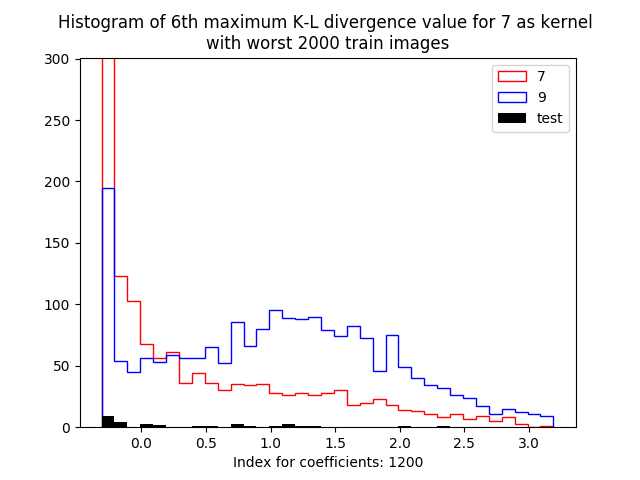 Histogram of 6th maximum K-L divergence value for 7 as kernel
with worst 2000 train images
300
250
200
150
100
50
0
7
9
test
0.0 0.5 1.0 1.5 2.0 2.5 3.0
Index for coefficients: 1200